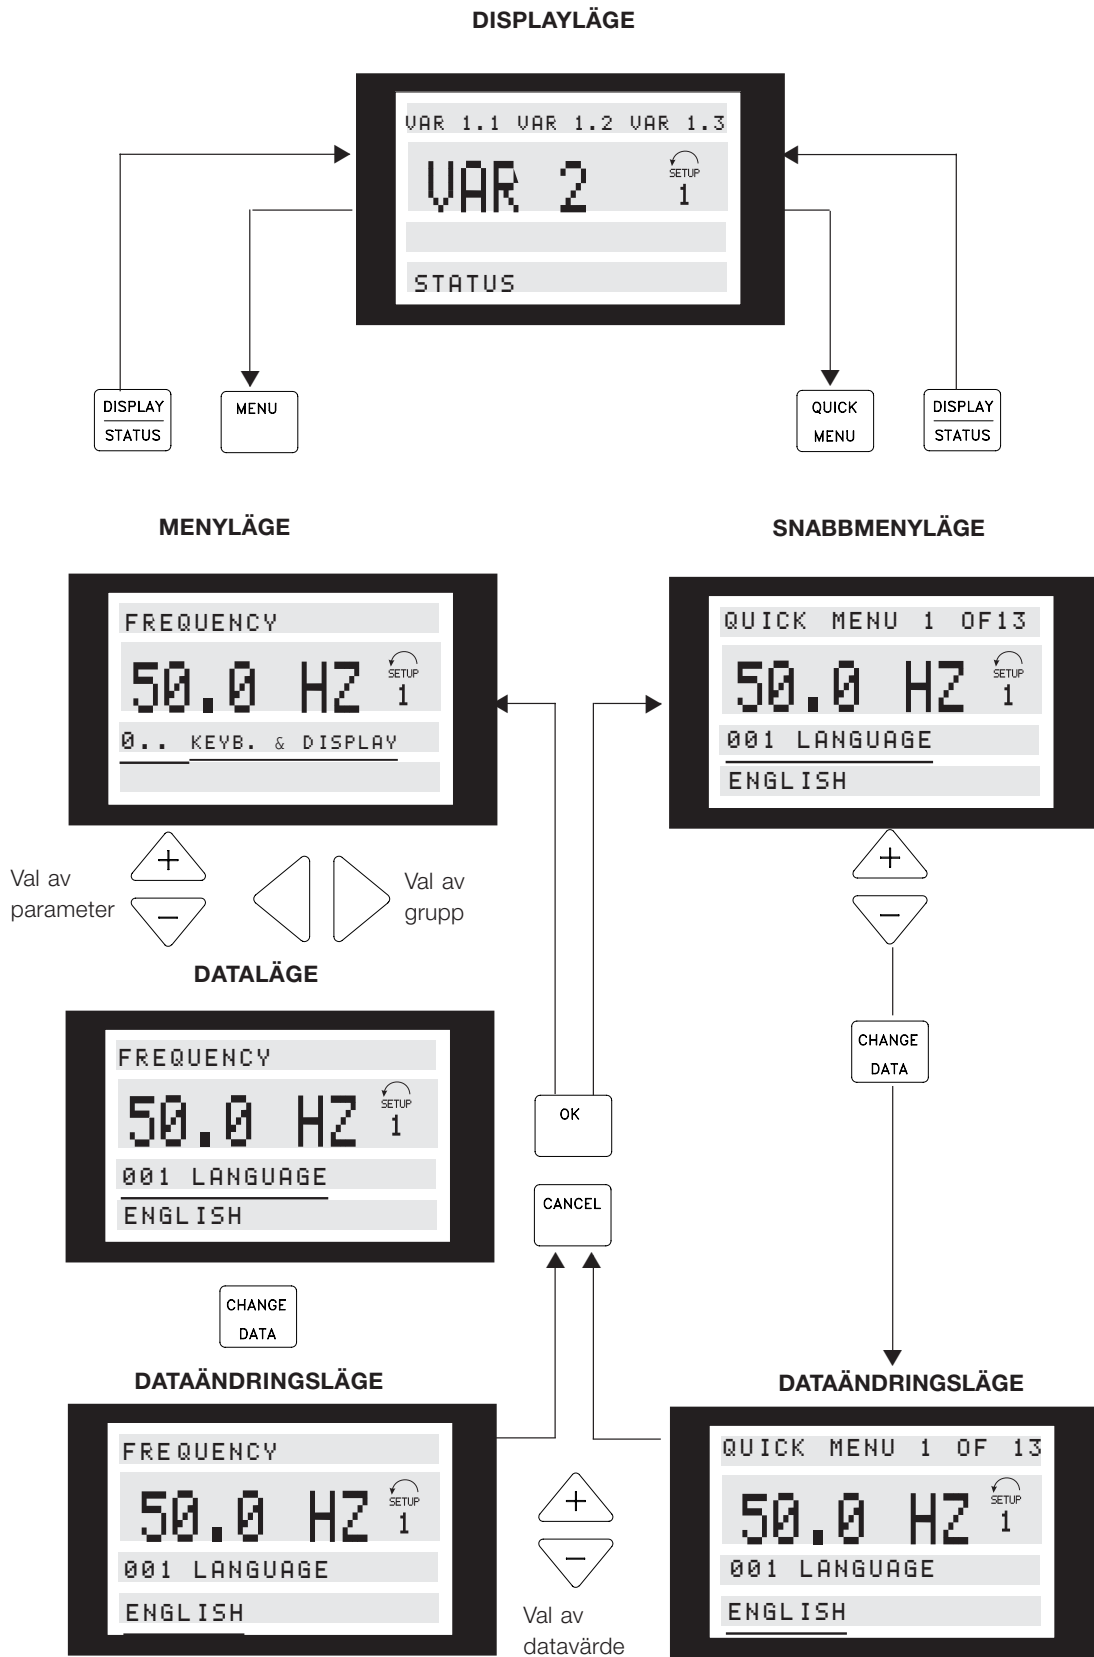 DISPLAYLÄGE
VAR 1.1 VAR 1.2 VAR 1.3
VAR 2
SETUP
1
STATUS
DISPLAY
STATUS
MENU
QUICK
MENU
DISPLAY
STATUS
MENYLÄGE
FREQUENCY
50.0 HZ
SETUP
1
0.. KEYB. & DISPLAY
+
-
Val av
parameter
Val av
grupp
SNABBMENYLÄGE
QUICK MENU 1 OF13
50.0 HZ
SETUP
1
001 LANGUAGE
ENGLISH
+
-
DATALÄGE
FREQUENCY
50.0 HZ
SETUP
1
001 LANGUAGE
ENGLISH
CHANGE
DATA
OK
CANCEL
CHANGE
DATA
DATAÄNDRINGSLÄGE
FREQUENCY
50.0 HZ
SETUP
1
001 LANGUAGE
ENGLISH
+
-
Val av
datavärde
DATAÄNDRINGSLÄGE
QUICK MENU 1 OF 13
50.0 HZ
SETUP
1
001 LANGUAGE
ENGLISH